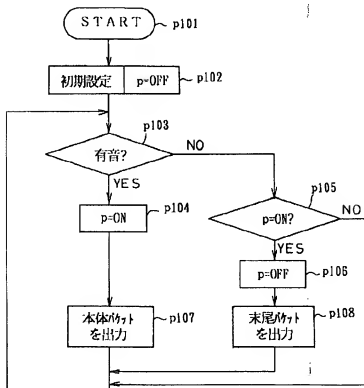 START
p101
初期設定
p=OFF
p102
p103
有音?
NO
YES
p=ON
p104
p105
p=ON?
NO
YES
p=OFF
p106
本体パケット
を出力
p107
末尾パケット
を出力
p108